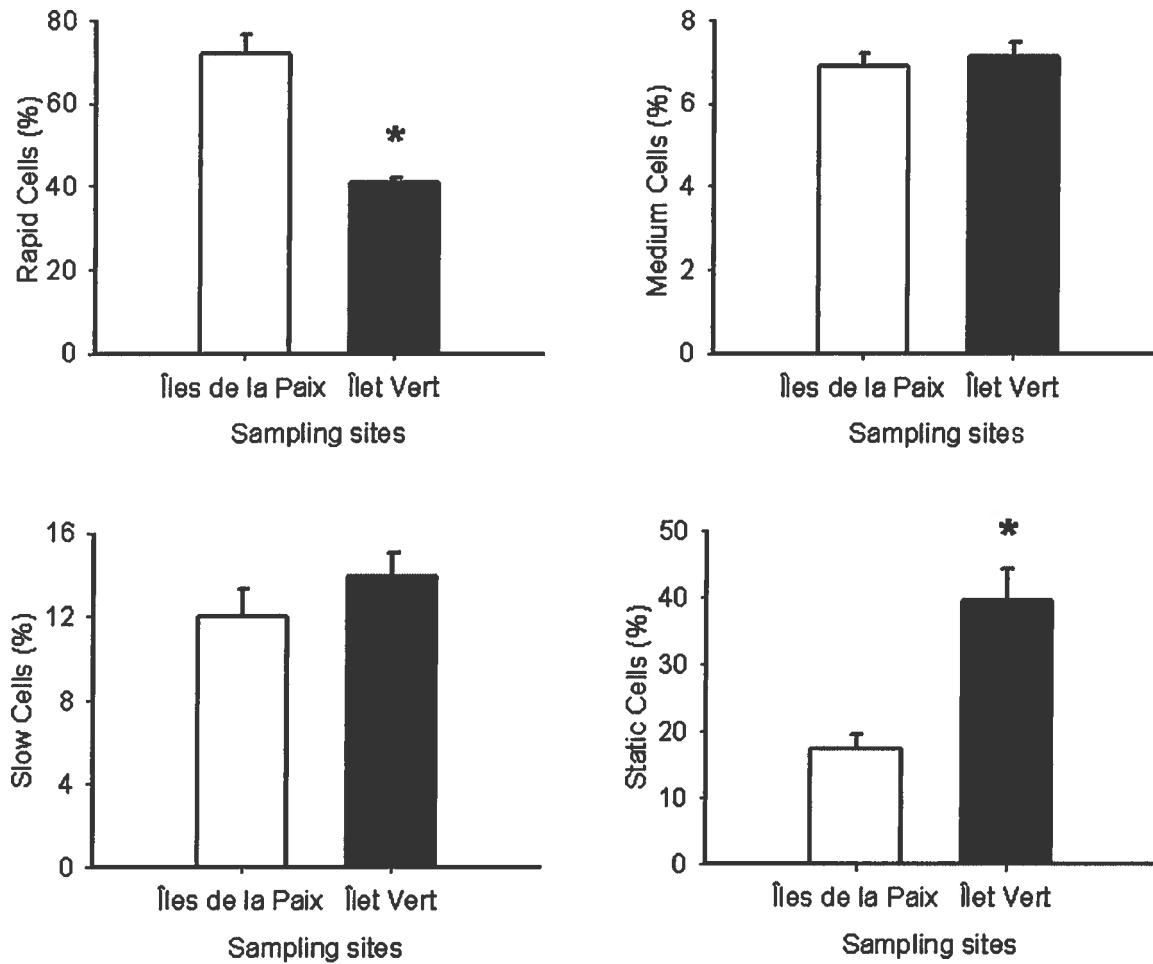 80
60
40
20
0
Rapid Cells (%)
*
Îles de la Paix Îlet Vert
Sampling sites
8
6
4
2
0
Medium Cells (%)
Îles de la Paix Îlet Vert
Sampling sites
16
12
8
4
0
Slow Cells (%)
Îles de la Paix Îlet Vert
Sampling sites
50
40
30
20
10
0
Static Cells (%)
*
Îles de la Paix Îlet Vert
Sampling sites